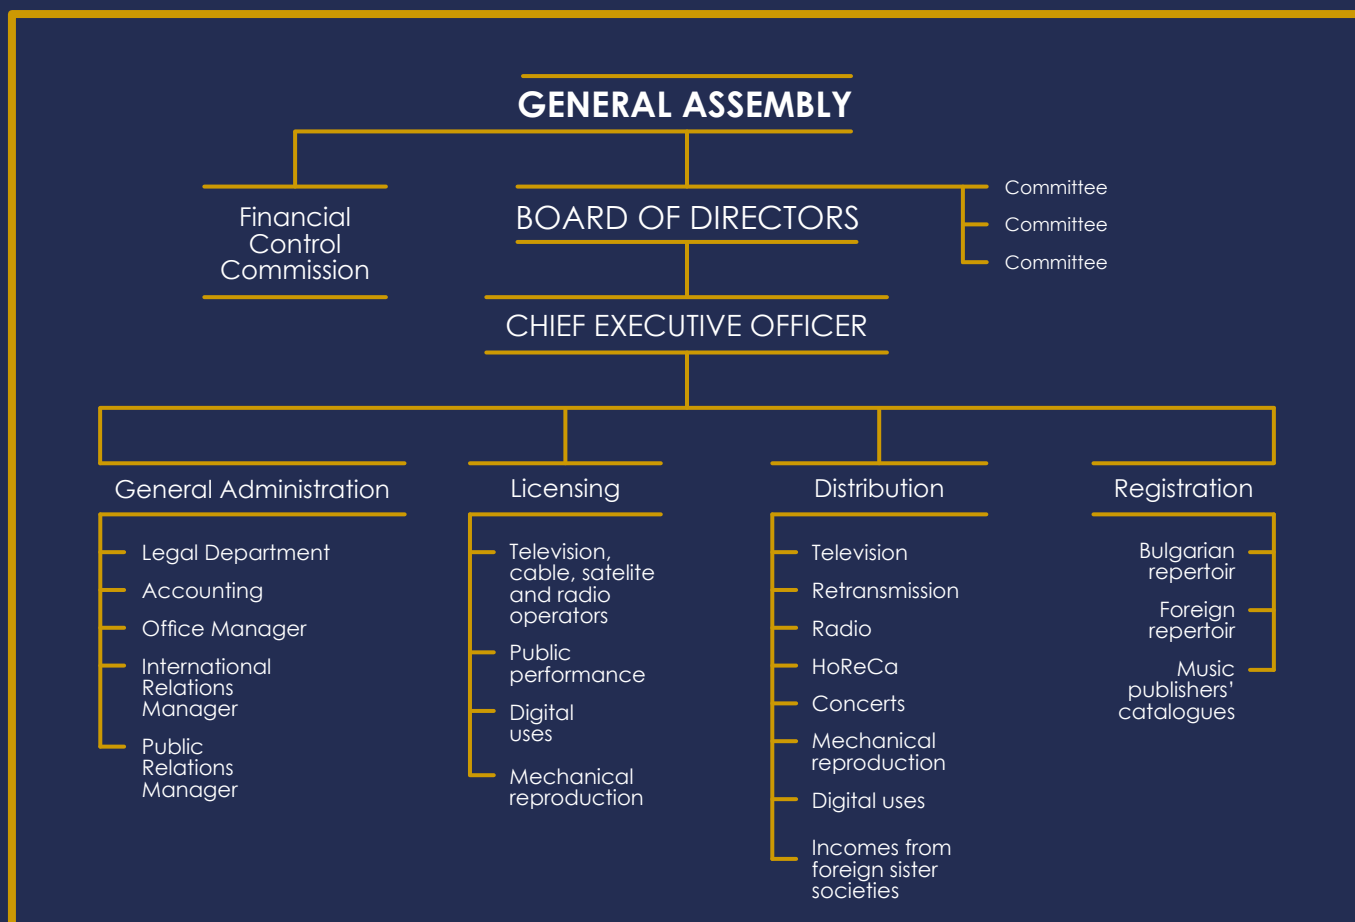 GENERAL ASSEMBLY
Financial
Control
Commission
BOARD OF DIRECTORS
Committee
Committee
Committee
CHIEF EXECUTIVE OFFICER
General Administration
Legal Department
Accounting
Office Manager
International
Relations
Manager
Public
Relations
Manager
Licensing
Television,
cable, satelite
and radio
operators
Public
performance
Digital
uses
Mechanical
reproduction
Distribution
Television
Retransmission
Radio
HoReCa
Concerts
Mechanical
reproduction
Digital uses
Incomes from
foreign sister
societies
Registration
Bulgarian
repertoir
Foreign
repertoir
Music
publishers’
catalogues